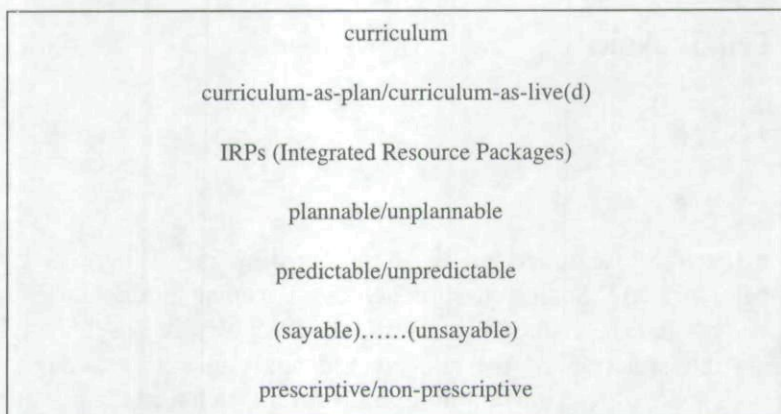 curriculum
curriculum-as-plan/curriculum-as-live(d)
IRPs (Integrated Resource Packages)
plannable/unplannable
predictable/unpredictable
(sayable)......(unsayable)
prescriptive/non-prescriptive